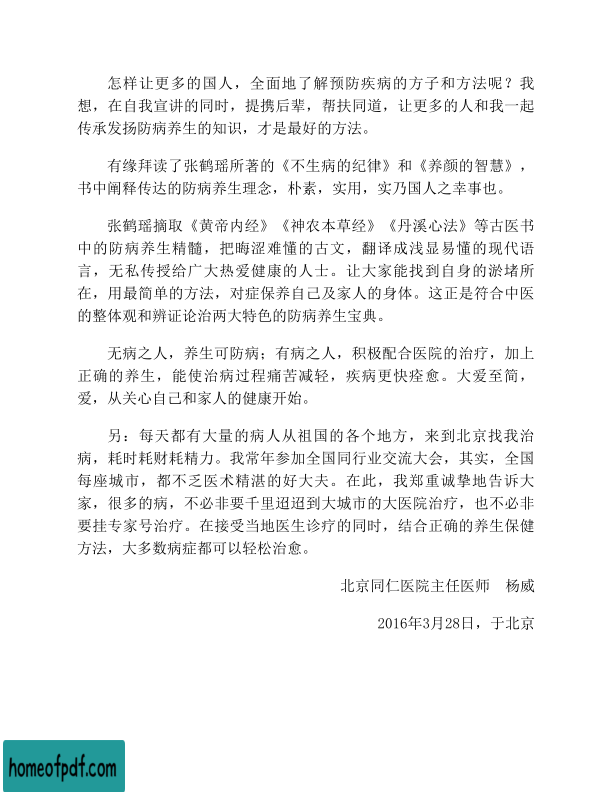 怎样让更多的国人，全面地了解预防疾病的方子和方法呢？我
想，在自我宣讲的同时，提携后辈，帮扶同道，让更多的人和我一起
传承发扬防病养生的知识，才是最好的方法。
有缘拜读了张鹤瑶所著的《不生病的纪律》和《养颜的智慧》，
书中阐释传达的防病养生理念，朴素，实用，实乃国人之幸事也。
张鹤瑶摘取《黄帝内经》《神农本草经》《丹溪心法》等古医书
中的防病养生精髓，把晦涩难懂的古文，翻译成浅显易懂的现代语
言，无私传授给广大热爱健康的人士。让大家能找到自身的淤堵所
在，用最简单的方法，对症保养自己及家人的身体。这正是符合中医
的整体观和辨证论治两大特色的防病养生宝典。
无病之人，养生可防病；有病之人，积极配合医院的治疗，加上
正确的养生，能使治病过程痛苦减轻，疾病更快痊愈。大爱至简，
爱，从关心自己和家人的健康开始。
另：每天都有大量的病人从祖国的各个地方，来到北京找我治
病，耗时耗财耗精力。我常年参加全国同行业交流大会，其实，全国
每座城市，都不乏医术精湛的好大夫。在此，我郑重诚挚地告诉大
家，很多的病，不必非要千里迢迢到大城市的大医院治疗，也不必非
要挂专家号治疗。在接受当地医生诊疗的同时，结合正确的养生保健
方法，大多数病症都可以轻松治愈。
北京同仁医院主任医师　杨威
2016年3月28日，于北京
homeofpdf.com